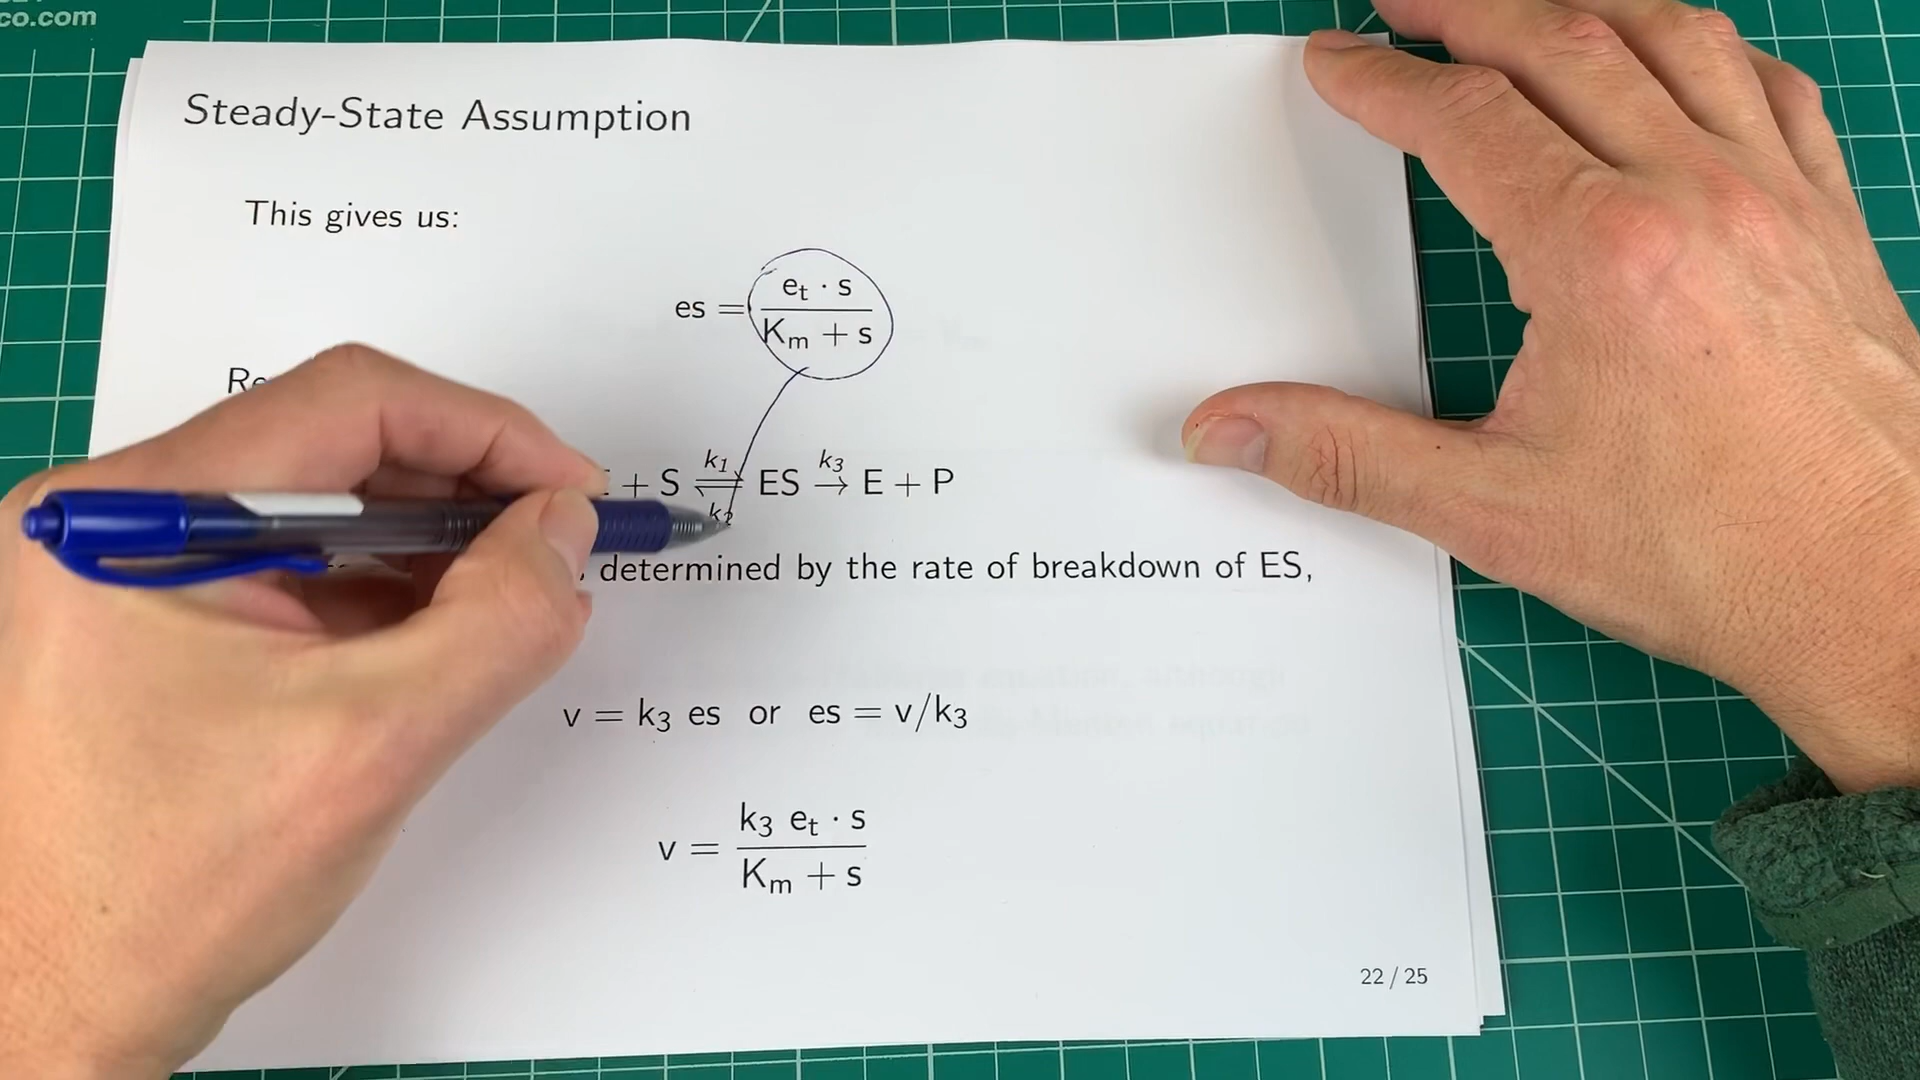 co.com
Steady-State Assumption
This gives us:
es = e_t · s / K_m + s
+ S k1 ⇌ k2 ES k3 → E + P
determined by the rate of breakdown of ES,
v = k3 es or es = v/k3
v = k3 e_t · s / K_m + s
22 / 25